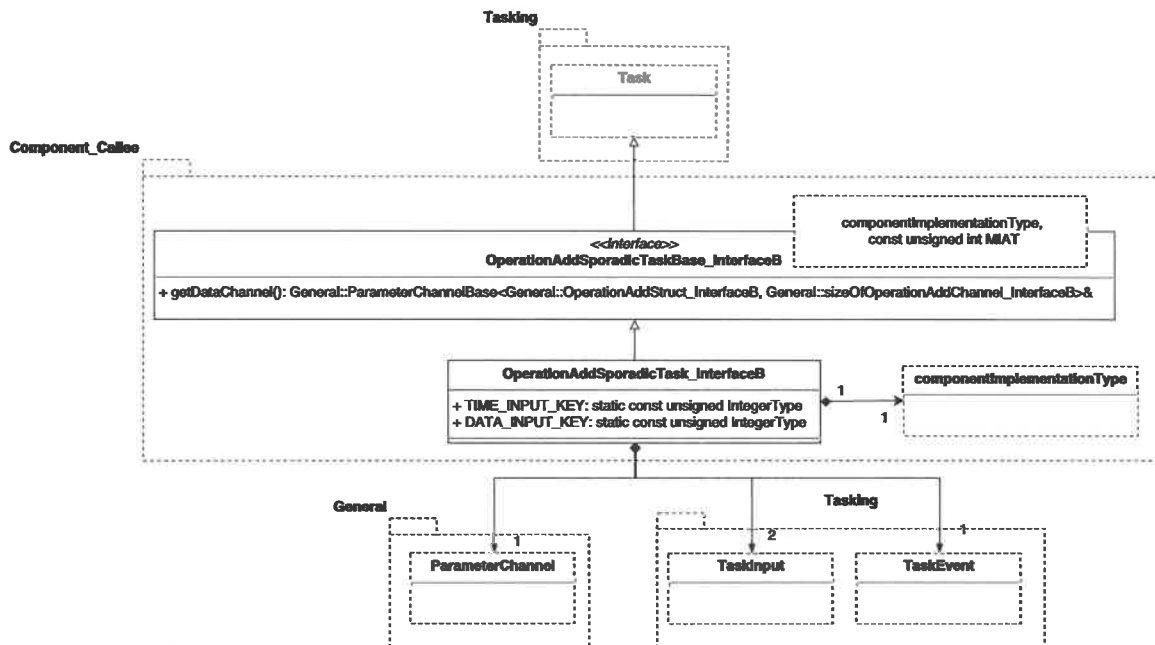 Tasking
Task
Component_Callee
componentImplementationType,
const unsigned int MIAT
<<Interface>>
OperationAddSporadicTaskBase_InterfaceB
+ getDataChannel(): General::ParameterChannelBase<General::OperationAddStruct_InterfaceB, General::sizeOfOperationAddChannel_InterfaceB>&
OperationAddSporadicTask_InterfaceB
+ TIME_INPUT_KEY: static const unsigned IntegerType
+ DATA_INPUT_KEY: static const unsigned IntegerType
1
1
componentImplementationType
General
Tasking
1
2
1
ParameterChannel
TaskInput
TaskEvent